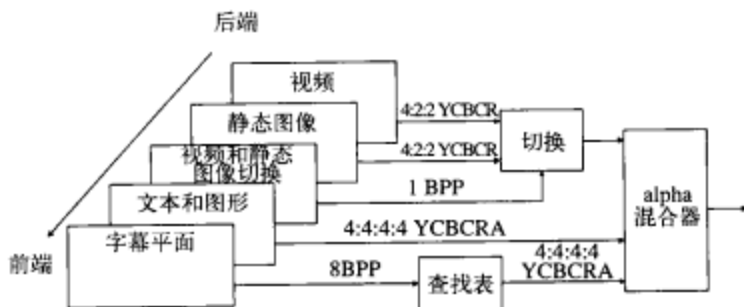 后端
视频
4:2:2 YCBCR
静态图像
切换
4:2:2 YCBCR
视频和静态
图像切换
1 BPP
alpha
混合器
文本和图形
4:4:4:4 YCBCRA
字幕平面
前端
4:4:4:4
YCBCRA
8BPP
查找表